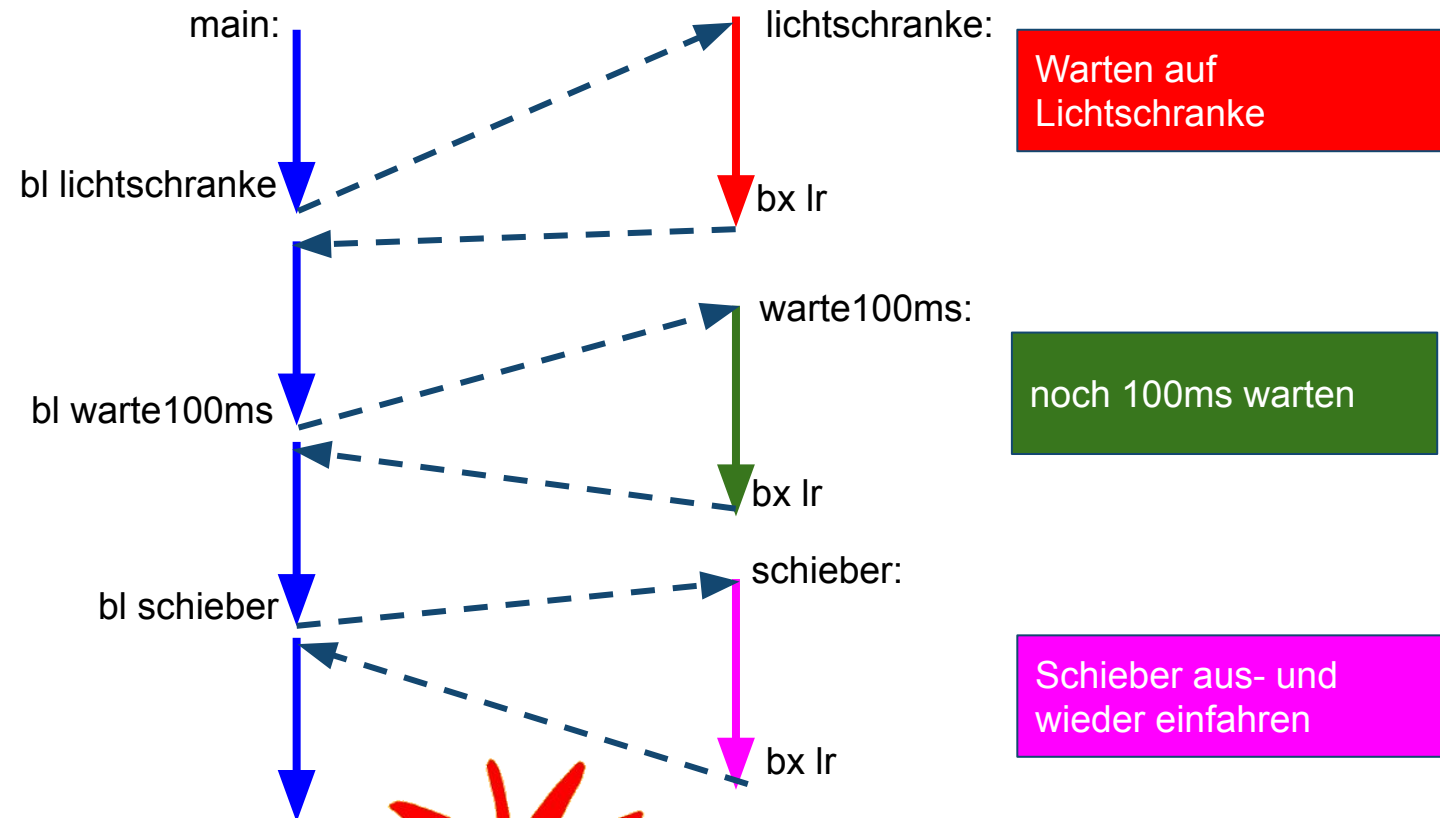 main:
lichtschranke:
Warten auf
Lichtschranke
bl lichtschranke
bx lr
warte100ms:
noch 100ms warten
bl warte100ms
bx lr
schieber:
bl schieber
Schieber aus- und
wieder einfahren
bx lr